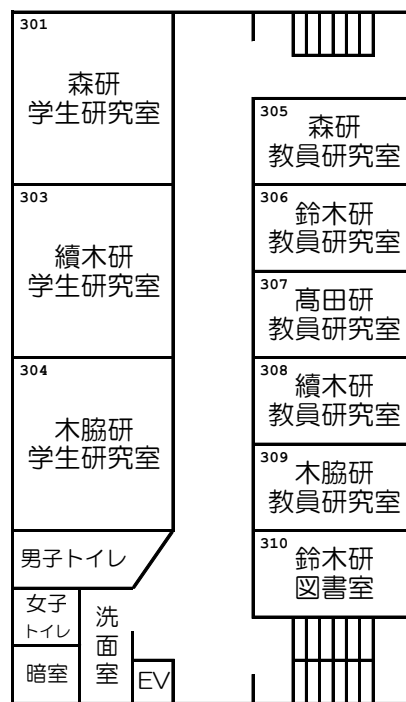 301
森研
学生研究室
303
續木研
学生研究室
304
木脇研
学生研究室
男子トイレ
女子
トイレ
洗面室
暗室
EV
305
森研
教員研究室
306
鈴木研
教員研究室
307
髙田研
教員研究室
308
續木研
教員研究室
309
木脇研
教員研究室
310
鈴木研
図書室